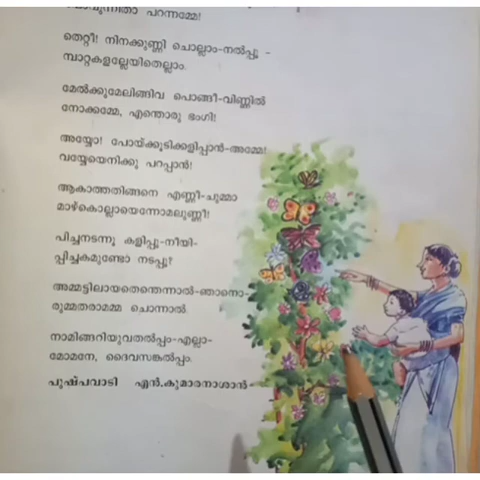 പറന്നമ്മേ!
തെറ്റീ! നിനക്കുണ്ണി ചൊല്ലാം-നൽപ്പൂ -
മ്പാറ്റകളല്ലേയിതെല്ലാം.
മേൽക്കുമേലിങ്ങിവ പൊങ്ങീ-വിണ്ണിൽ
നോക്കമ്മേ, എന്തൊരു ഭംഗി!
അയ്യോ! പോയ്ക്കൂടിക്കളിപ്പാൻ-അമ്മേ!
വയ്യേയെനിക്കു പറപ്പാൻ!
ആകാത്തതിങ്ങനെ എണ്ണീ-ചുമ്മാ
മാഴ്കൊല്ലായെന്നോമലുണ്ണീ!
പിച്ചനടന്നൂ കളിപ്പൂ-നീയി-
പ്പിച്ചകമുണ്ടോ നടപ്പൂ?
അമ്മട്ടിലായതെന്തെന്നാൽ-ഞാനൊ-
രുമ്മതരാമമ്മ ചൊന്നാൽ.
നാമിങ്ങറിയുവതൽപ്പം-എല്ലാ-
മോമനേ, ദൈവസങ്കൽപ്പം.
പുഷ്പവാടി എൻ.കുമാരനാശാൻ